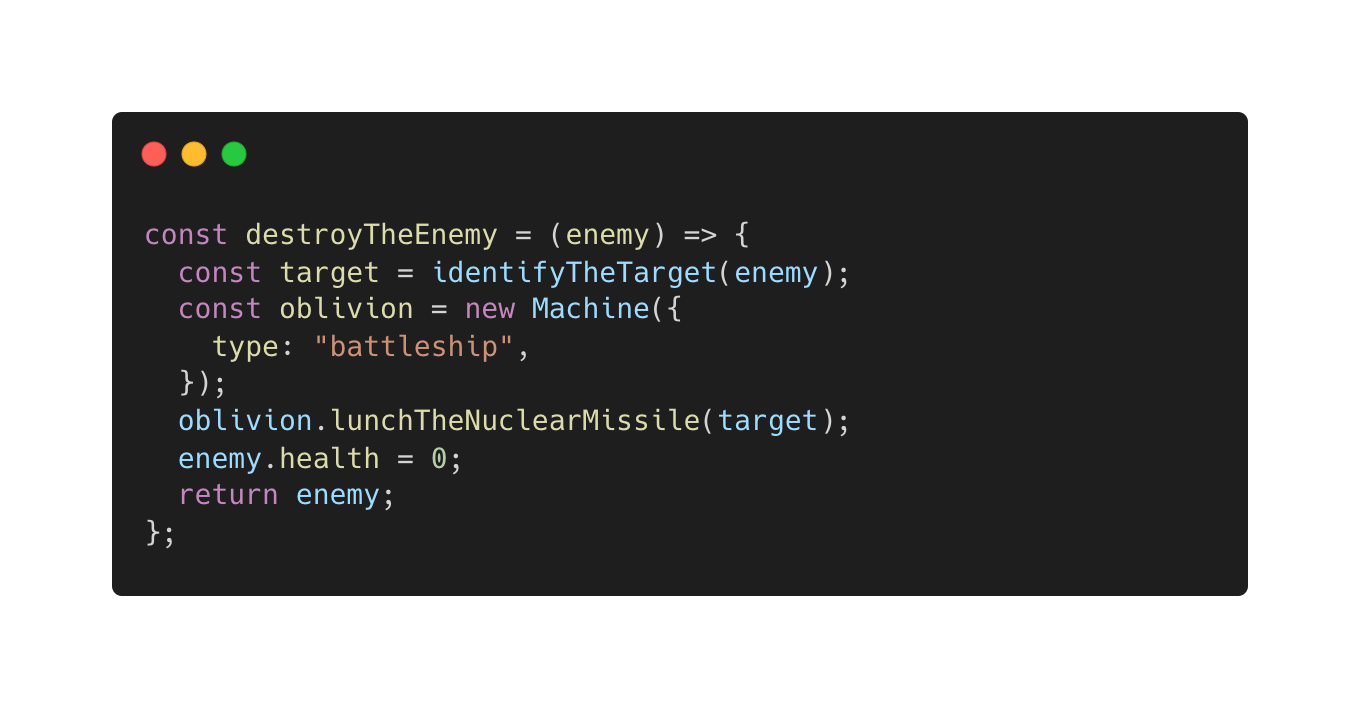 const destroyTheEnemy = (enemy) => {
  const target = identifyTheTarget(enemy);
  const oblivion = new Machine({
    type: "battleship",
  });
  oblivion.lunchTheNuclearMissile(target);
  enemy.health = 0;
  return enemy;
};